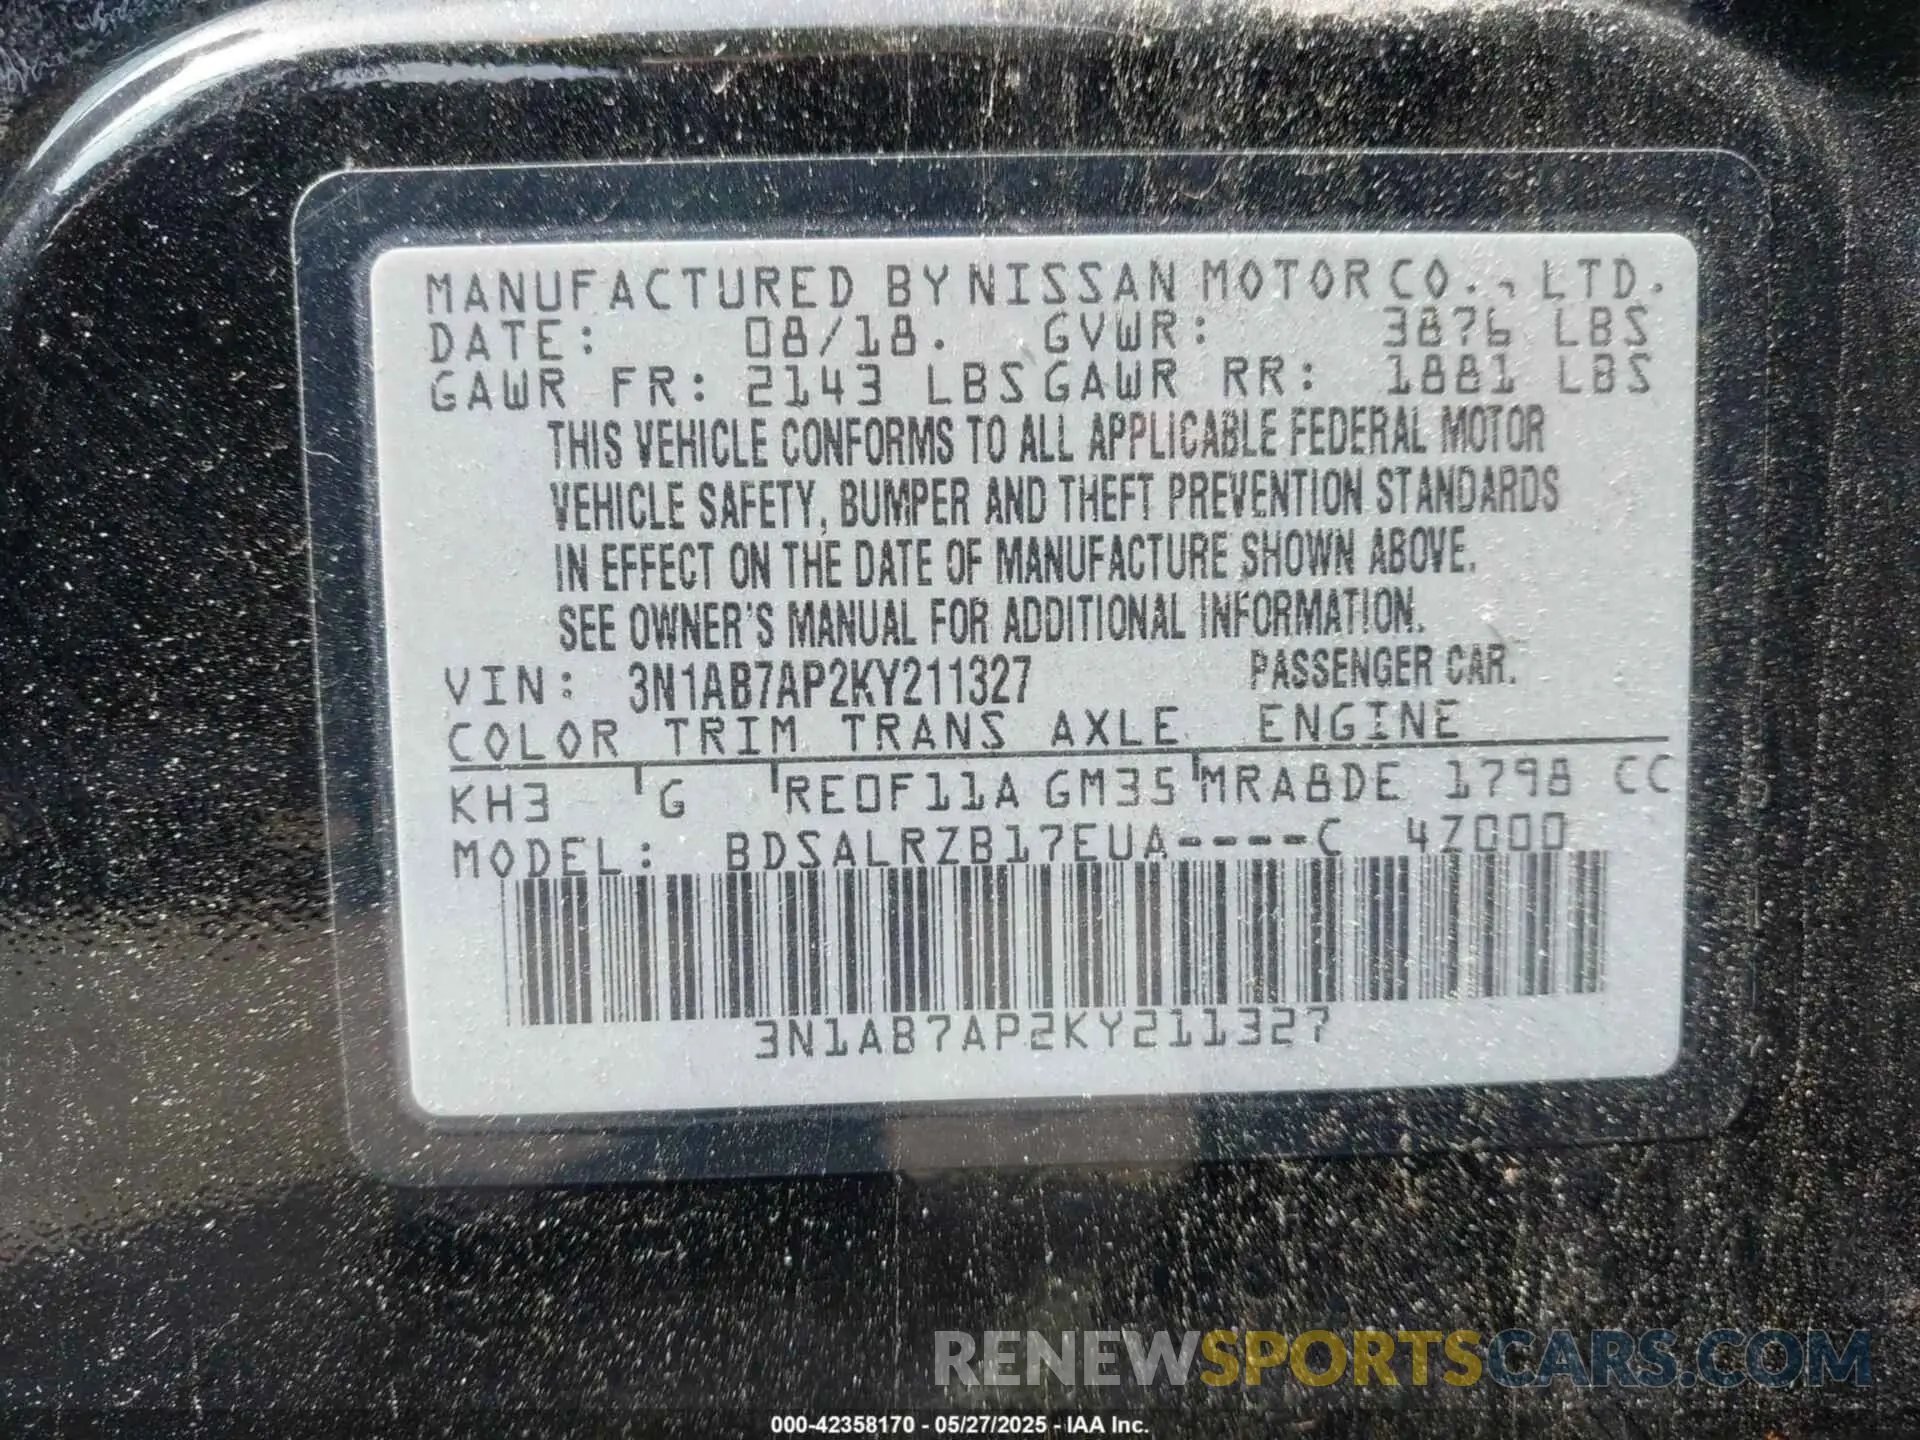 MANUFACTURED BY NISSAN MOTOR CO., LTD.
DATE: 08/18. GVWR: 3876 LBS
GAWR FR: 2143 LBS GAWR RR: 1881 LBS
THIS VEHICLE CONFORMS TO ALL APPLICABLE FEDERAL MOTOR
VEHICLE SAFETY, BUMPER AND THEFT PREVENTION STANDARDS
IN EFFECT ON THE DATE OF MANUFACTURE SHOWN ABOVE.
SEE OWNER'S MANUAL FOR ADDITIONAL INFORMATION.
VIN: 3N1AB7AP2KY211327 PASSENGER CAR.
COLOR TRIM TRANS AXLE ENGINE
KH3 G RE0F11A GM35 MRA8DE 1798 CC
MODEL: BDSALRZB17EUA----C 4Z000
3N1AB7AP2KY211327
RENEWSPORTSCARS.COM
000-42358170 - 05/27/2025 - IAA Inc.